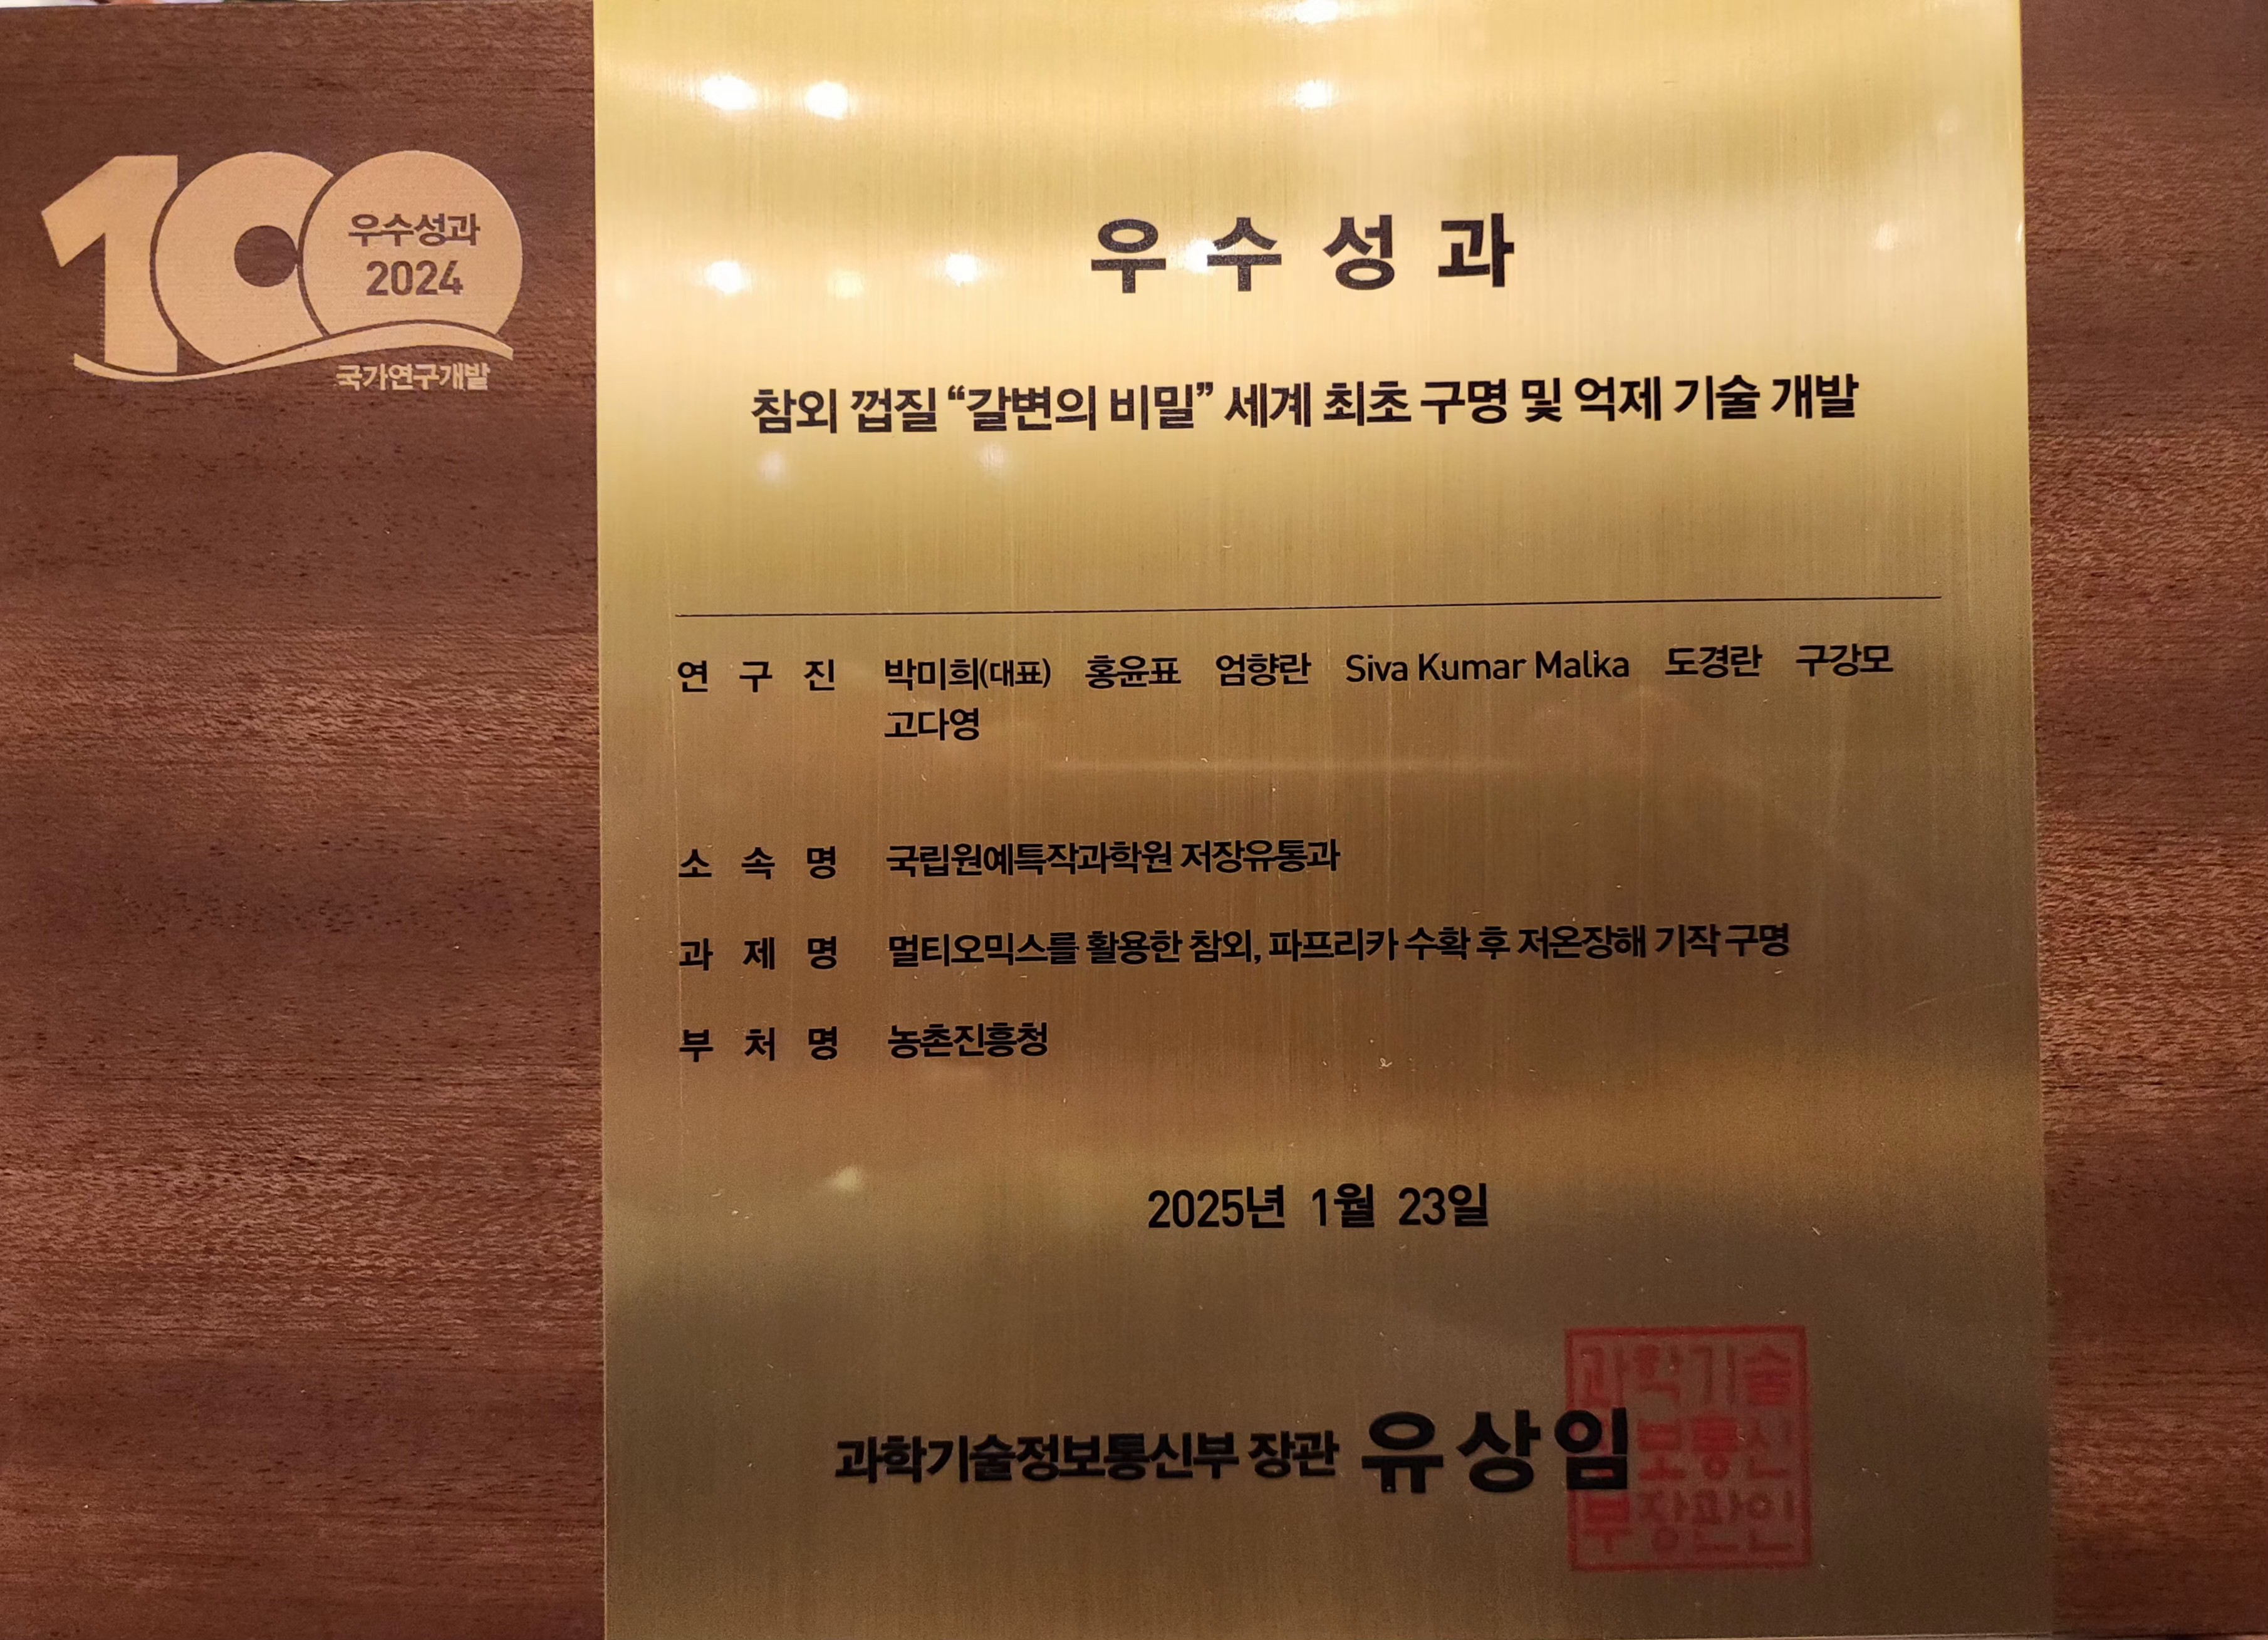 100
우수성과
2024
국가연구개발
우수성과
참외 껍질 “갈변의 비밀” 세계 최초 구명 및 억제 기술 개발
연구진 박미희(대표) 홍윤표 엄향란 Siva Kumar Malka 도경란 구강모
고다영
소속명 국립원예특작과학원 저장유통과
과제명 멀티오믹스를 활용한 참외, 파프리카 수확 후 저온장해 기작 구명
부처명 농촌진흥청
2025년 1월 23일
과학기술정보통신부 장관 유상임
과학기술
보통신
부장관인